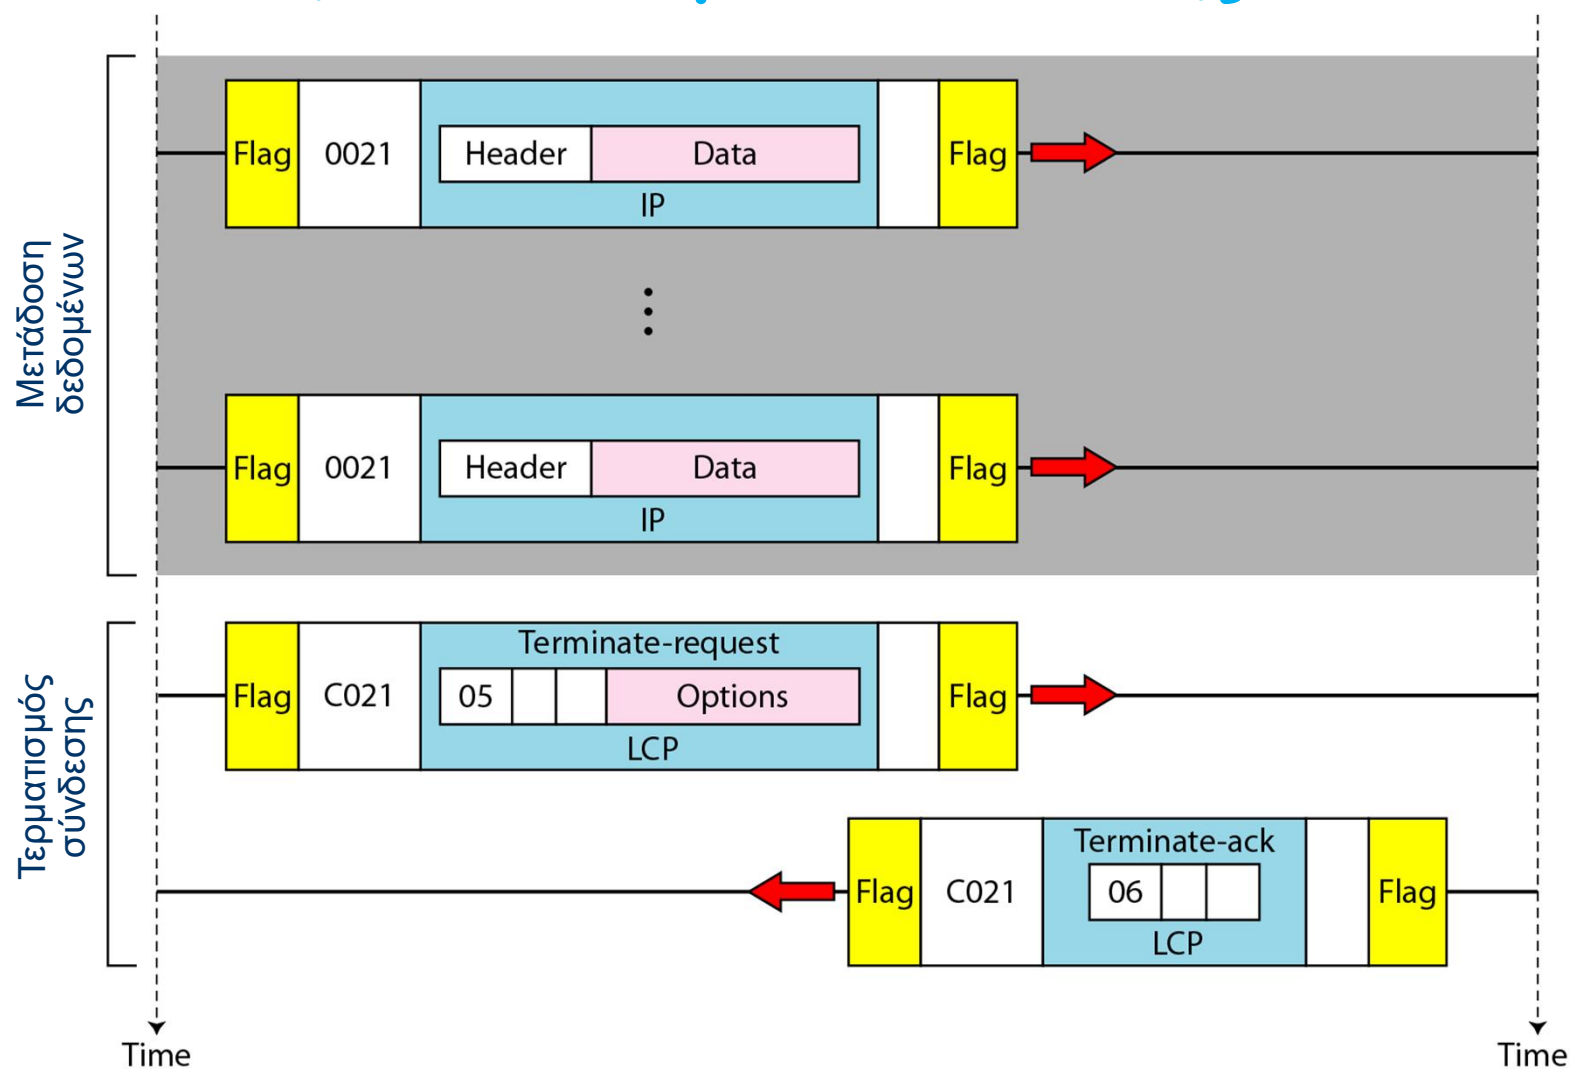 Μετάδοση
δεδομένων
Flag 0021 Header Data Flag
IP
Flag 0021 Header Data Flag
IP
Τερματισμός
σύνδεσης
Terminate-request
Flag C021 05 Options Flag
LCP
Terminate-ack
Flag C021 06 Flag
LCP
Time Time